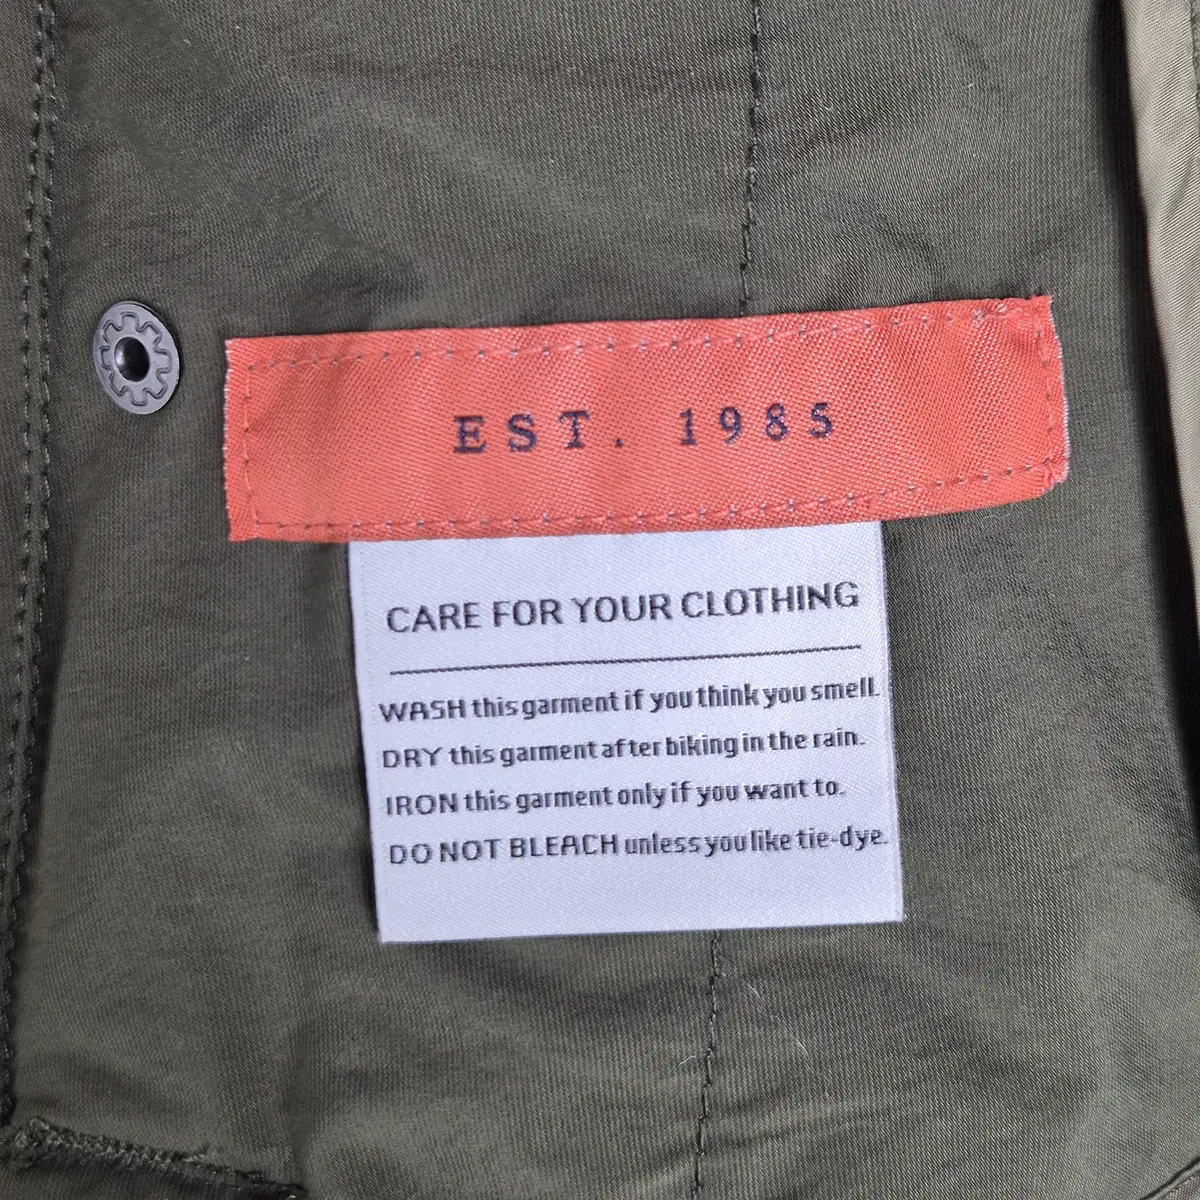 EST. 1985
CARE FOR YOUR CLOTHING
WASH this garment if you think you smell.
DRY this garment after biking in the rain.
IRON this garment only if you want to.
DO NOT BLEACH unless you like tie-dye.